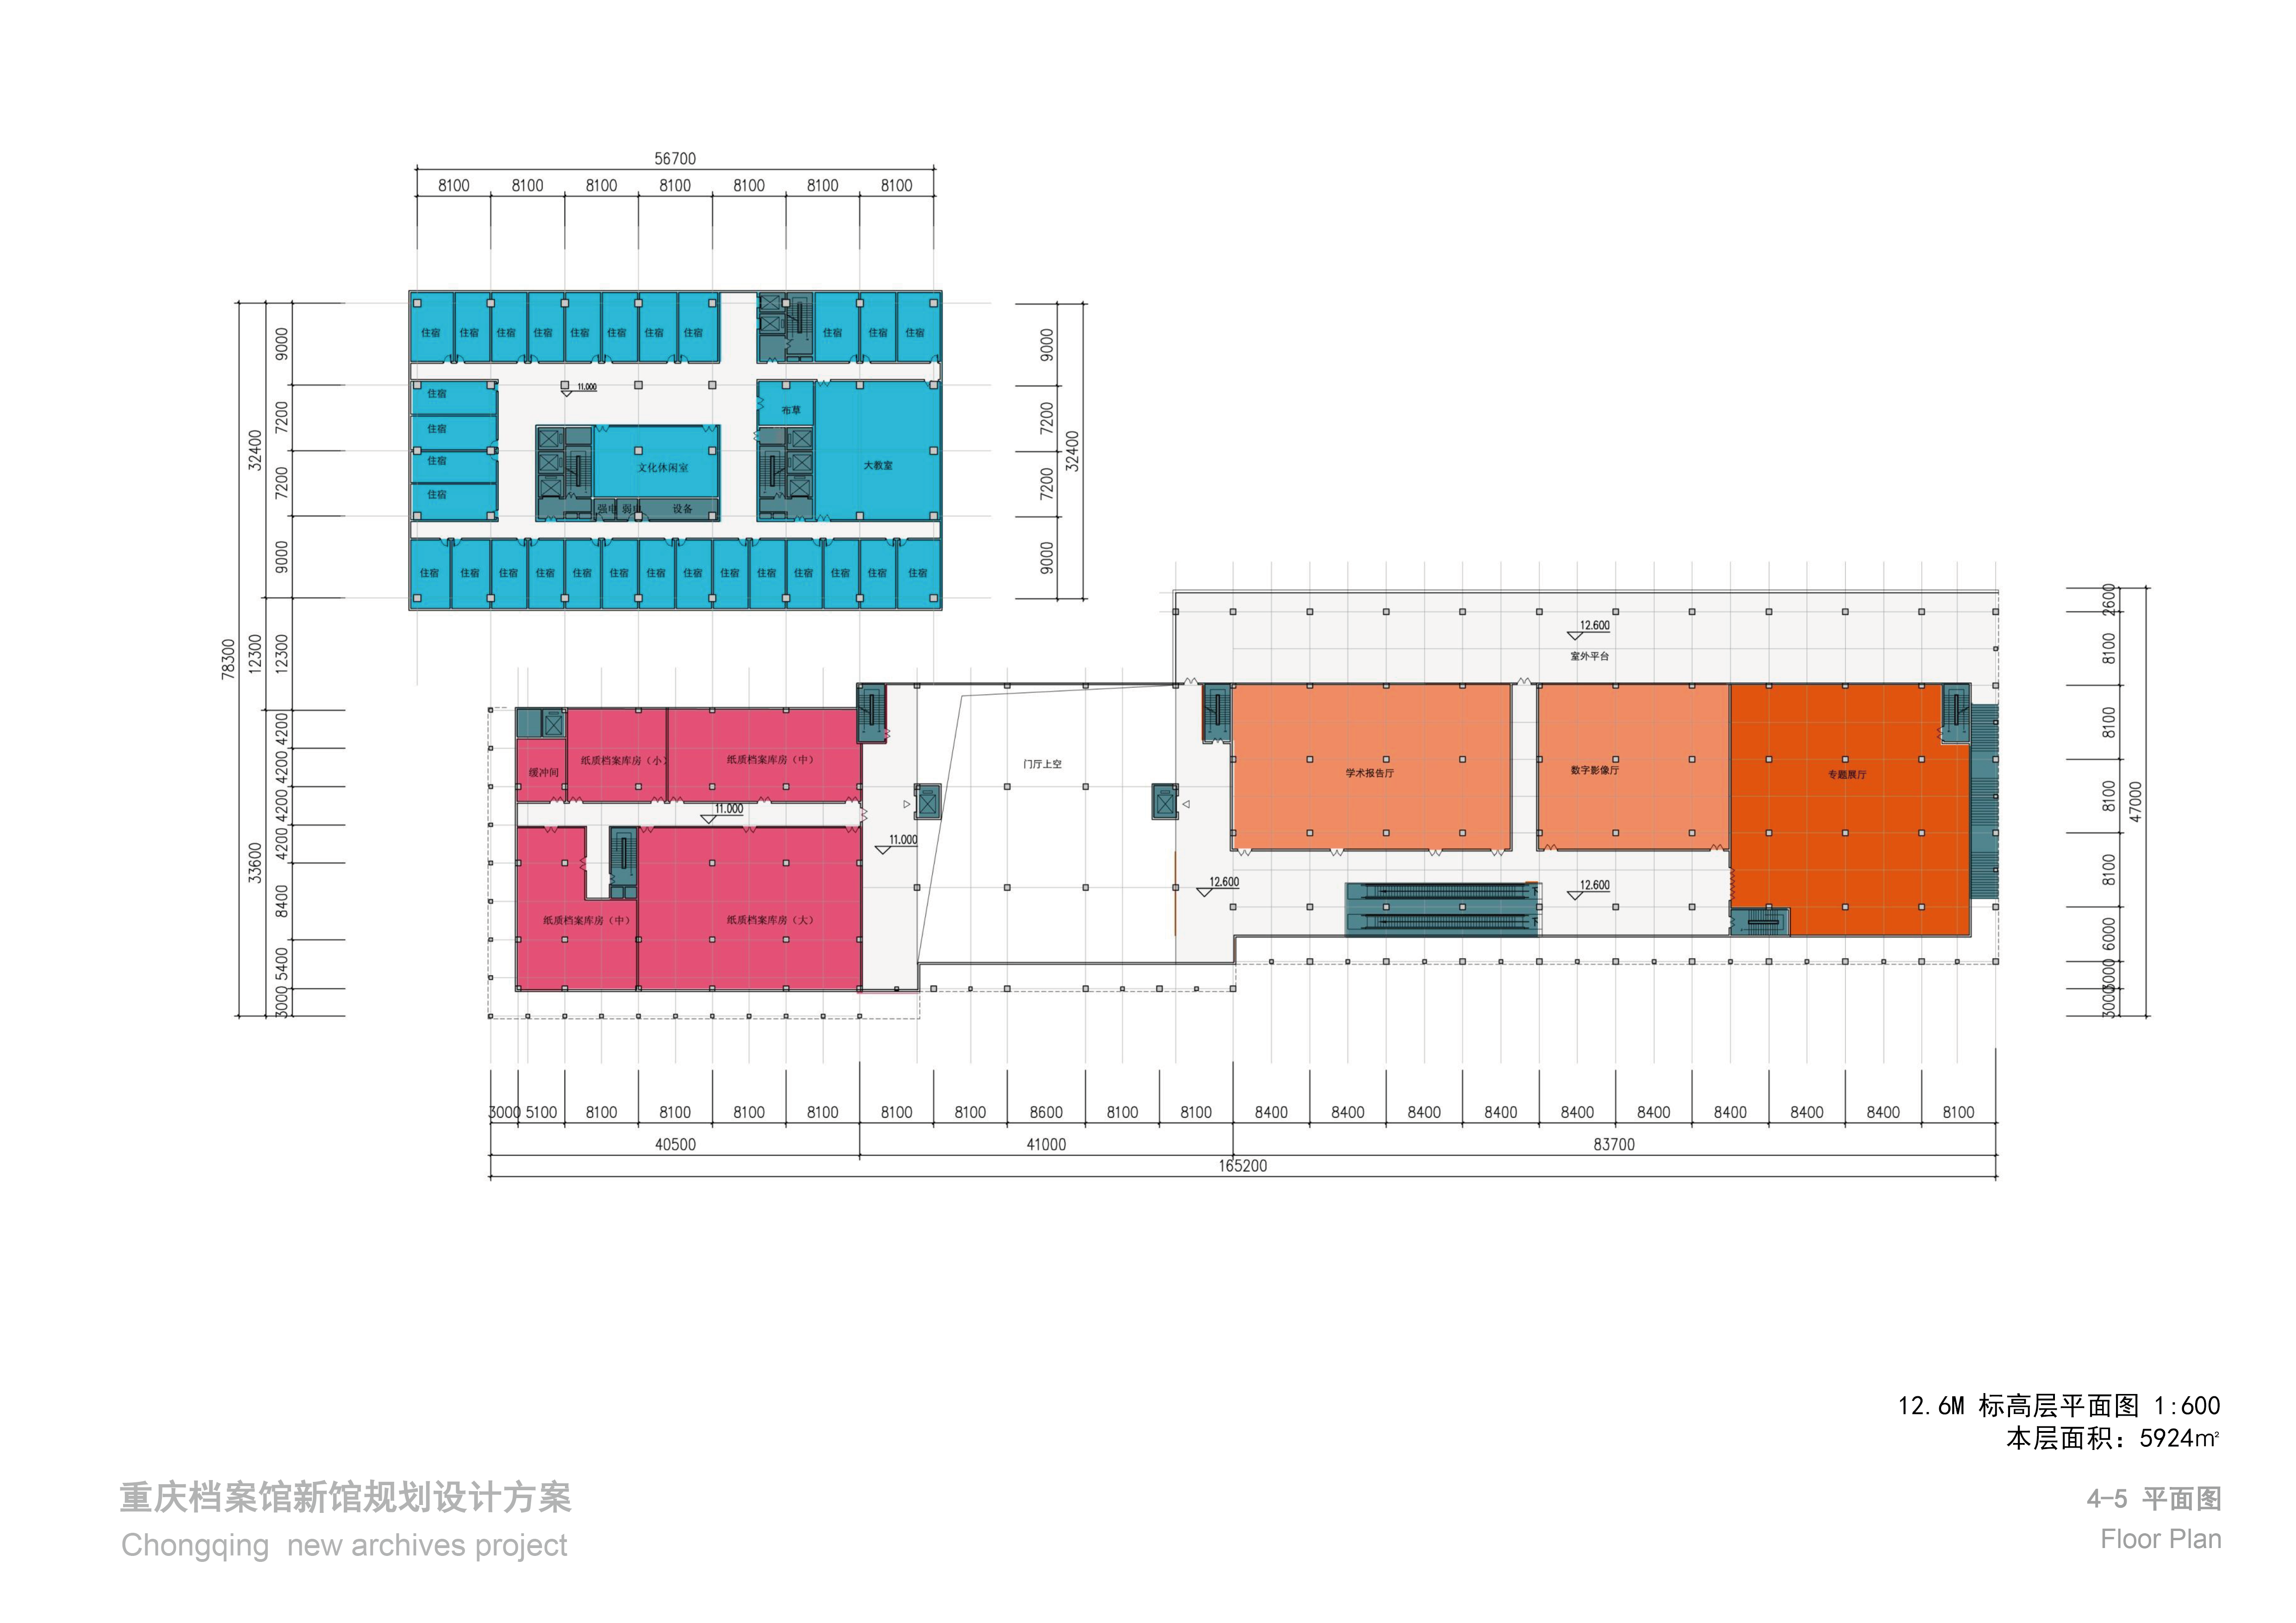 56700
8100 8100 8100 8100 8100 8100 8100
住宿 住宿 住宿 住宿 住宿 住宿 住宿 住宿 住宿 住宿 住宿
9000 7200 7200 9000
32400
12300 12300
78300
11.000
住宿
布草
住宿
住宿
文化休闲室 大教室
住宿
强电 设备
住宿 住宿 住宿 住宿 住宿 住宿 住宿 住宿 住宿 住宿 住宿 住宿 住宿 住宿
9000 7200 7200 9000
32400
12.600
室外平台
4200 4200 4200 4200 8400 5400 3000
33600
缓冲间 纸质档案库房（小） 纸质档案库房（中） 门厅上空 学术报告厅 数字影像厅 专题展厅
11.000
11.000
12.600 12.600
下
下
纸质档案库房（中） 纸质档案库房（大）
2600 8100 8100 8100 8100 6000 3000 3000
47000
3000 5100 8100 8100 8100 8100 8100 8100 8600 8100 8100 8400 8400 8400 8400 8400 8400 8400 8400 8400 8100
40500 41000 83700
165200
12.6M 标高层平面图 1:600
本层面积：5924㎡
重庆档案馆新馆规划设计方案
Chongqing new archives project
4-5 平面图
Floor Plan